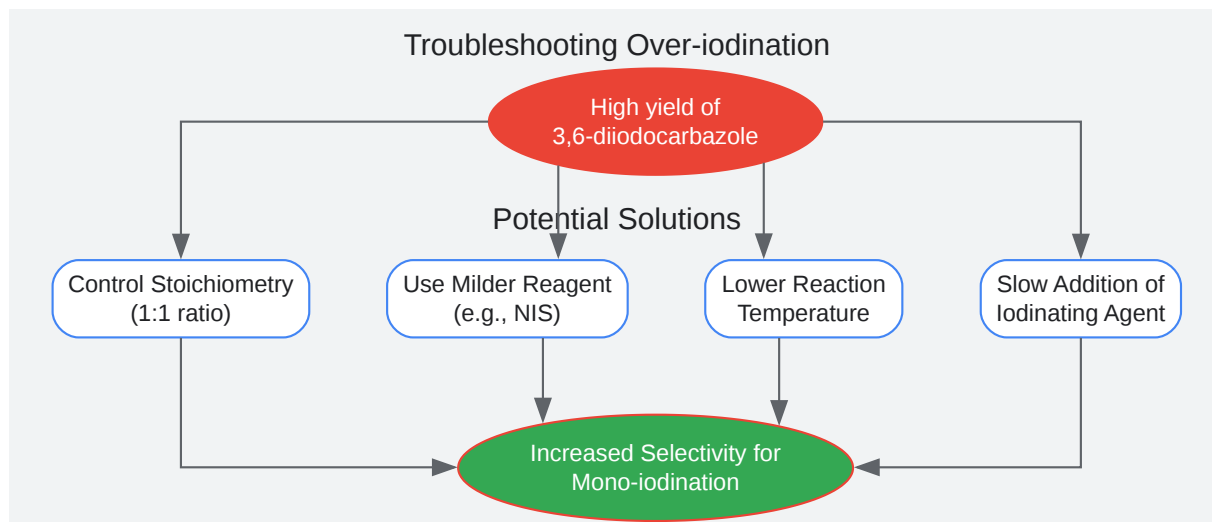 Troubleshooting Over-iodination
High yield of
3,6-diiodocarbazole
Potential Solutions
Control Stoichiometry
(1:1 ratio)
Use Milder Reagent
(e.g., NIS)
Lower Reaction
Temperature
Slow Addition of
Iodinating Agent
Increased Selectivity for
Mono-iodination